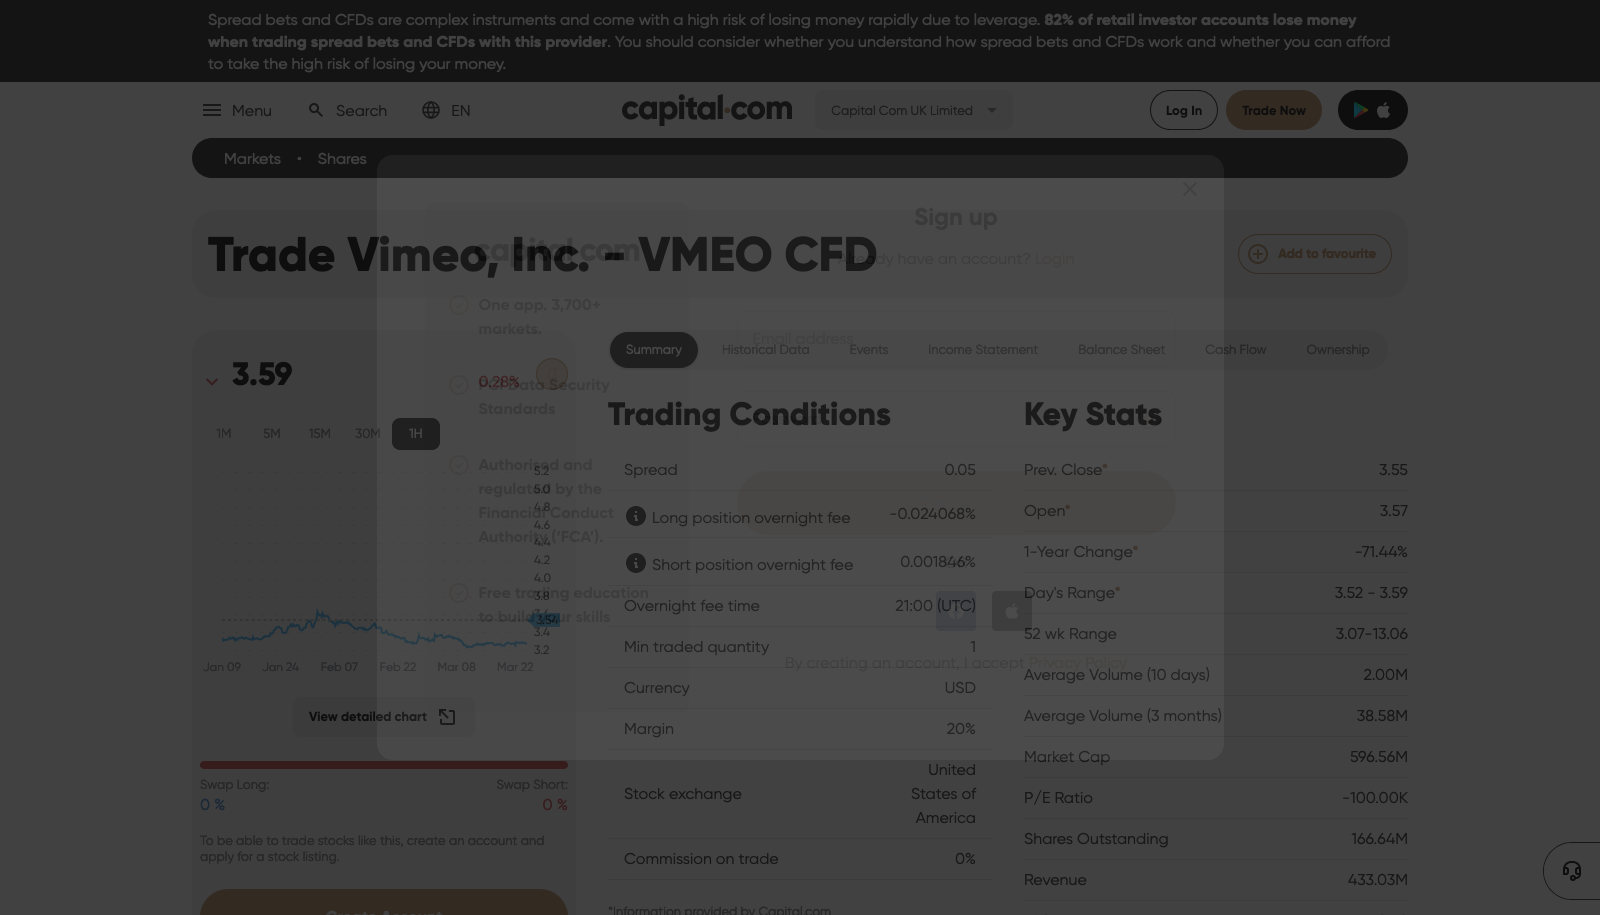 Spread bets and CFDs are complex instruments and come with a high risk of losing money rapidly due to leverage. 82% of retail investor accounts lose money
when trading spread bets and CFDs with this provider. You should consider whether you understand how spread bets and CFDs work and whether you can afford
to take the high risk of losing your money.
Menu
Search
EN
capital.com
Capital Com UK Limited
Log In
Trade Now
Markets • Shares
Sign up
Already have an account? Login
capital.com
Trade Vimeo, Inc. - VMEO CFD
Add to favourite
One app. 3,700+
markets.
Email address
PCI Data Security
Standards
Authorised and
regulated by the
Financial Conduct
Authority (‘FCA’).
Free trading education
to build your skills
By creating an account, I accept Privacy Policy
3.59
0.28%
1M 5M 15M 30M 1H
5.2
5.0
4.8
4.6
4.4
4.2
4.0
3.8
3.6
3.54
3.4
3.2
Jan 09 Jan 24 Feb 07 Feb 22 Mar 08 Mar 22
View detailed chart
Swap Long: Swap Short:
0 % 0 %
To be able to trade stocks like this, create an account and
apply for a stock listing.
Create Account
Summary Historical Data Events Income Statement Balance Sheet Cash Flow Ownership
Trading Conditions
Spread 0.05
Long position overnight fee -0.024068%
Short position overnight fee 0.001846%
Overnight fee time 21:00 (UTC)
Min traded quantity 1
Currency USD
Margin 20%
Stock exchange United
States of
America
Commission on trade 0%
*Information provided by Capital.com
Key Stats
Prev. Close* 3.55
Open* 3.57
1-Year Change* -71.44%
Day's Range* 3.52 - 3.59
52 wk Range 3.07-13.06
Average Volume (10 days) 2.00M
Average Volume (3 months) 38.58M
Market Cap 596.56M
P/E Ratio -100.00K
Shares Outstanding 166.64M
Revenue 433.03M